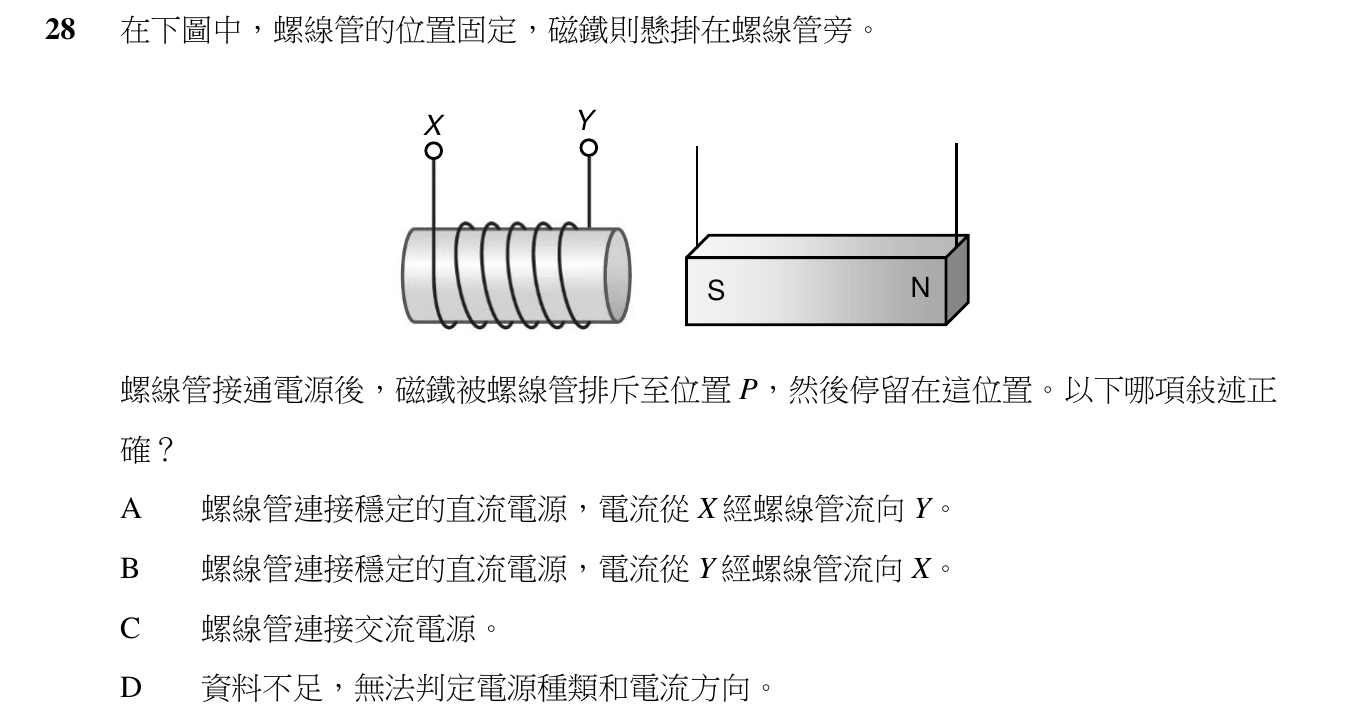 28 在下圖中，螺線管的位置固定，磁鐵則懸掛在螺線管旁。
X Y
S N
螺線管接通電源後，磁鐵被螺線管排斥至位置 P，然後停留在這位置。以下哪項敍述正
確？
A 螺線管連接穩定的直流電源，電流從 X 經螺線管流向 Y。
B 螺線管連接穩定的直流電源，電流從 Y 經螺線管流向 X。
C 螺線管連接交流電源。
D 資料不足，無法判定電源種類和電流方向。